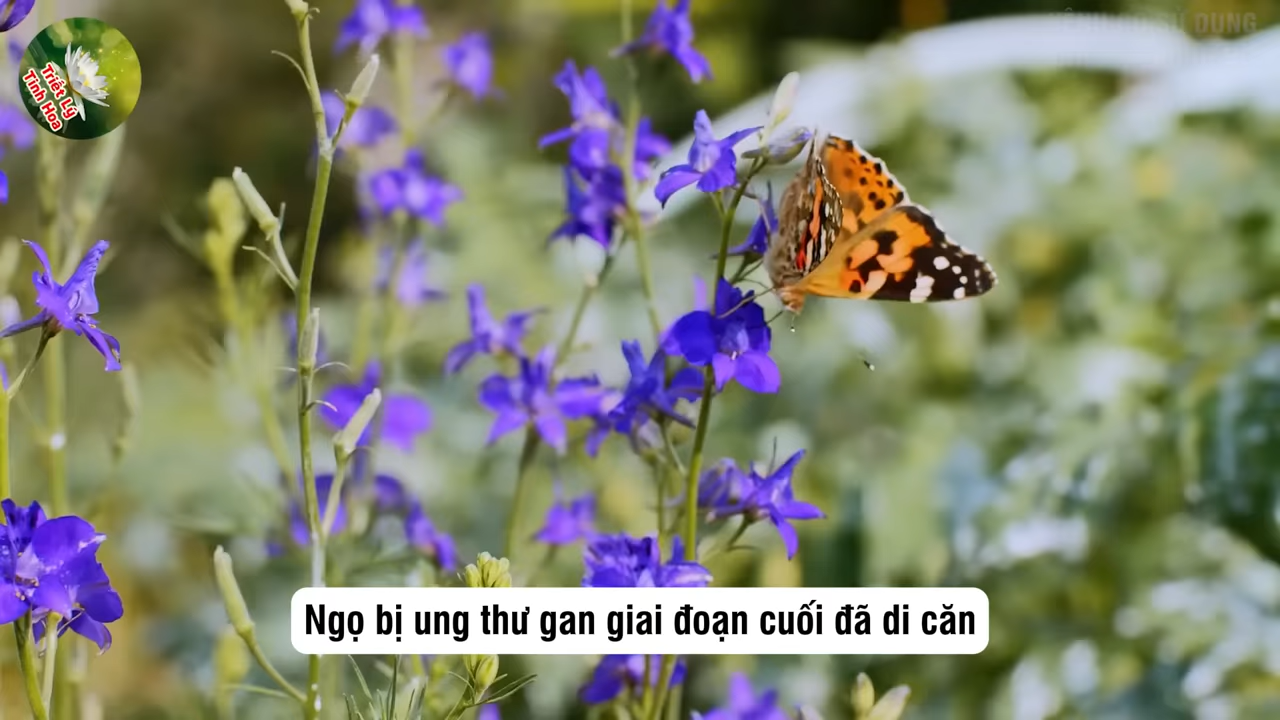 Triết Lý
Tinh Hoa
Ngọ bị ung thư gan giai đoạn cuối đã di căn